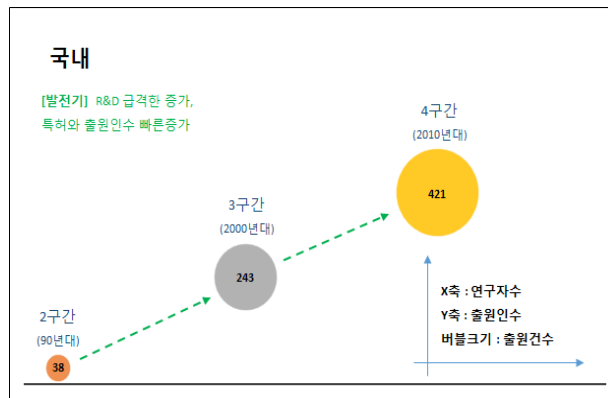 국내
[발전기] R&D 급격한 증가,
특허와 출원인수 빠른증가
4구간
(2010년대)
421
3구간
(2000년대)
243
X축 : 연구자수
Y축 : 출원인수
버블크기 : 출원건수
2구간
(90년대)
38